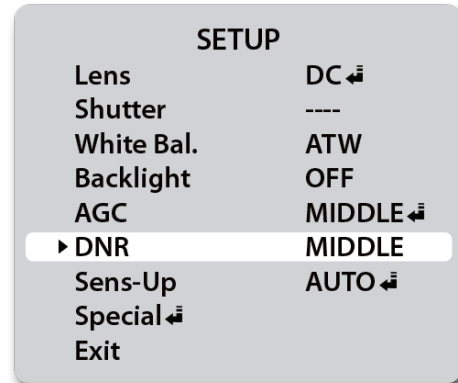 SETUP
Lens DC↲
Shutter ----
White Bal. ATW
Backlight OFF
AGC MIDDLE↲
DNR MIDDLE
Sens-Up AUTO↲
Special↲
Exit